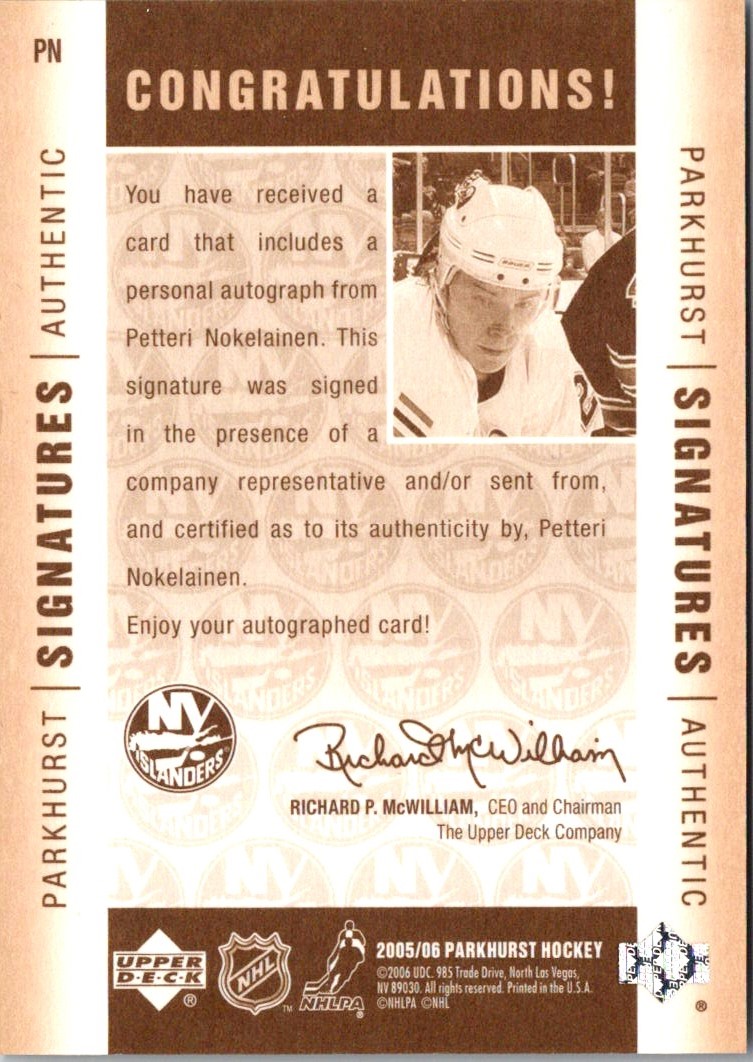 PN
CONGRATULATIONS!
PARKHURST | SIGNATURES | AUTHENTIC
You have received a
card that includes a
personal autograph from
Petteri Nokelainen. This
signature was signed
in the presence of a
company representative and/or sent from,
and certified as to its authenticity by, Petteri
Nokelainen.
Enjoy your autographed card!
PARKHURST | SIGNATURES | AUTHENTIC
NY
ISLANDERS
Richard McWilliam
RICHARD P. McWILLIAM, CEO and Chairman
The Upper Deck Company
UPPER
D·E·C·K
®
NHL
TM
NHLPA
®
2005/06 PARKHURST HOCKEY
©2006 UDC. 985 Trade Drive, North Las Vegas,
NV 89030. All rights reserved. Printed in the U.S.A.
©NHLPA ©NHL
®